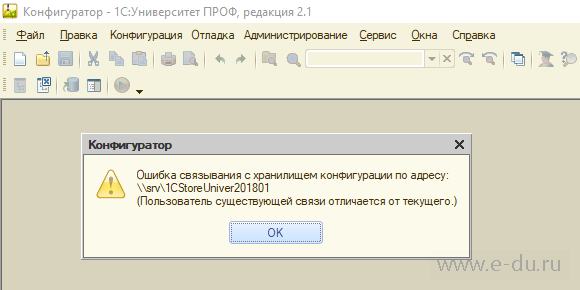 Конфигуратор - 1С:Университет ПРОФ, редакция 2.1
Файл Правка Конфигурация Отладка Администрирование Сервис Окна Справка
Конфигуратор
Ошибка связывания с хранилищем конфигурации по адресу:
\\srv\1CStoreUniver201801
(Пользователь существующей связи отличается от текущего.)
OK
www.e-du.ru